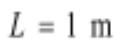 L = 1 m